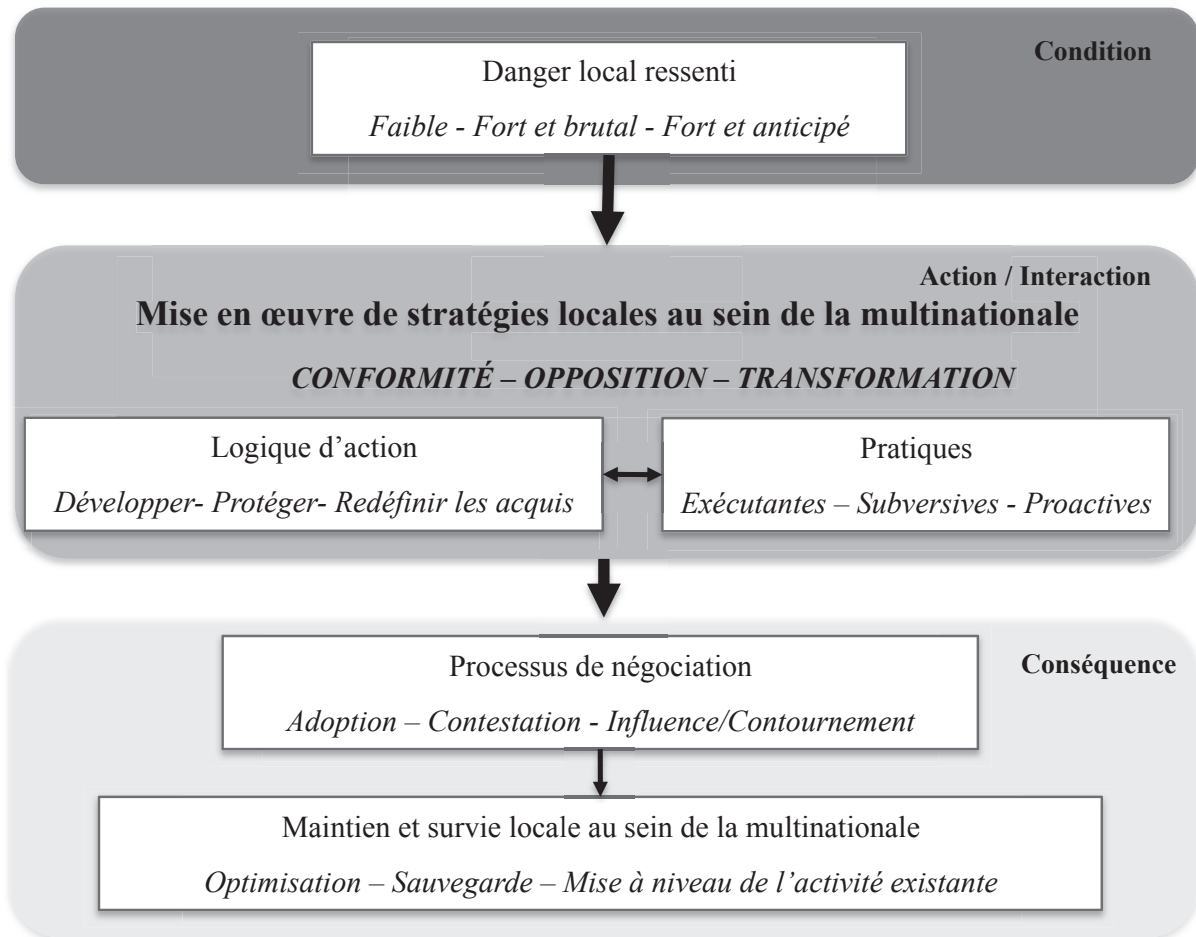 Condition
Danger local ressenti
Faible - Fort et brutal - Fort et anticipé
Action / Interaction
Mise en œuvre de stratégies locales au sein de la multinationale
CONFORMITÉ – OPPOSITION – TRANSFORMATION
Logique d’action
Développer- Protéger- Redéfinir les acquis
Pratiques
Exécutantes – Subversives - Proactives
Conséquence
Processus de négociation
Adoption – Contestation - Influence/Contournement
Maintien et survie locale au sein de la multinationale
Optimisation – Sauvegarde – Mise à niveau de l’activité existante